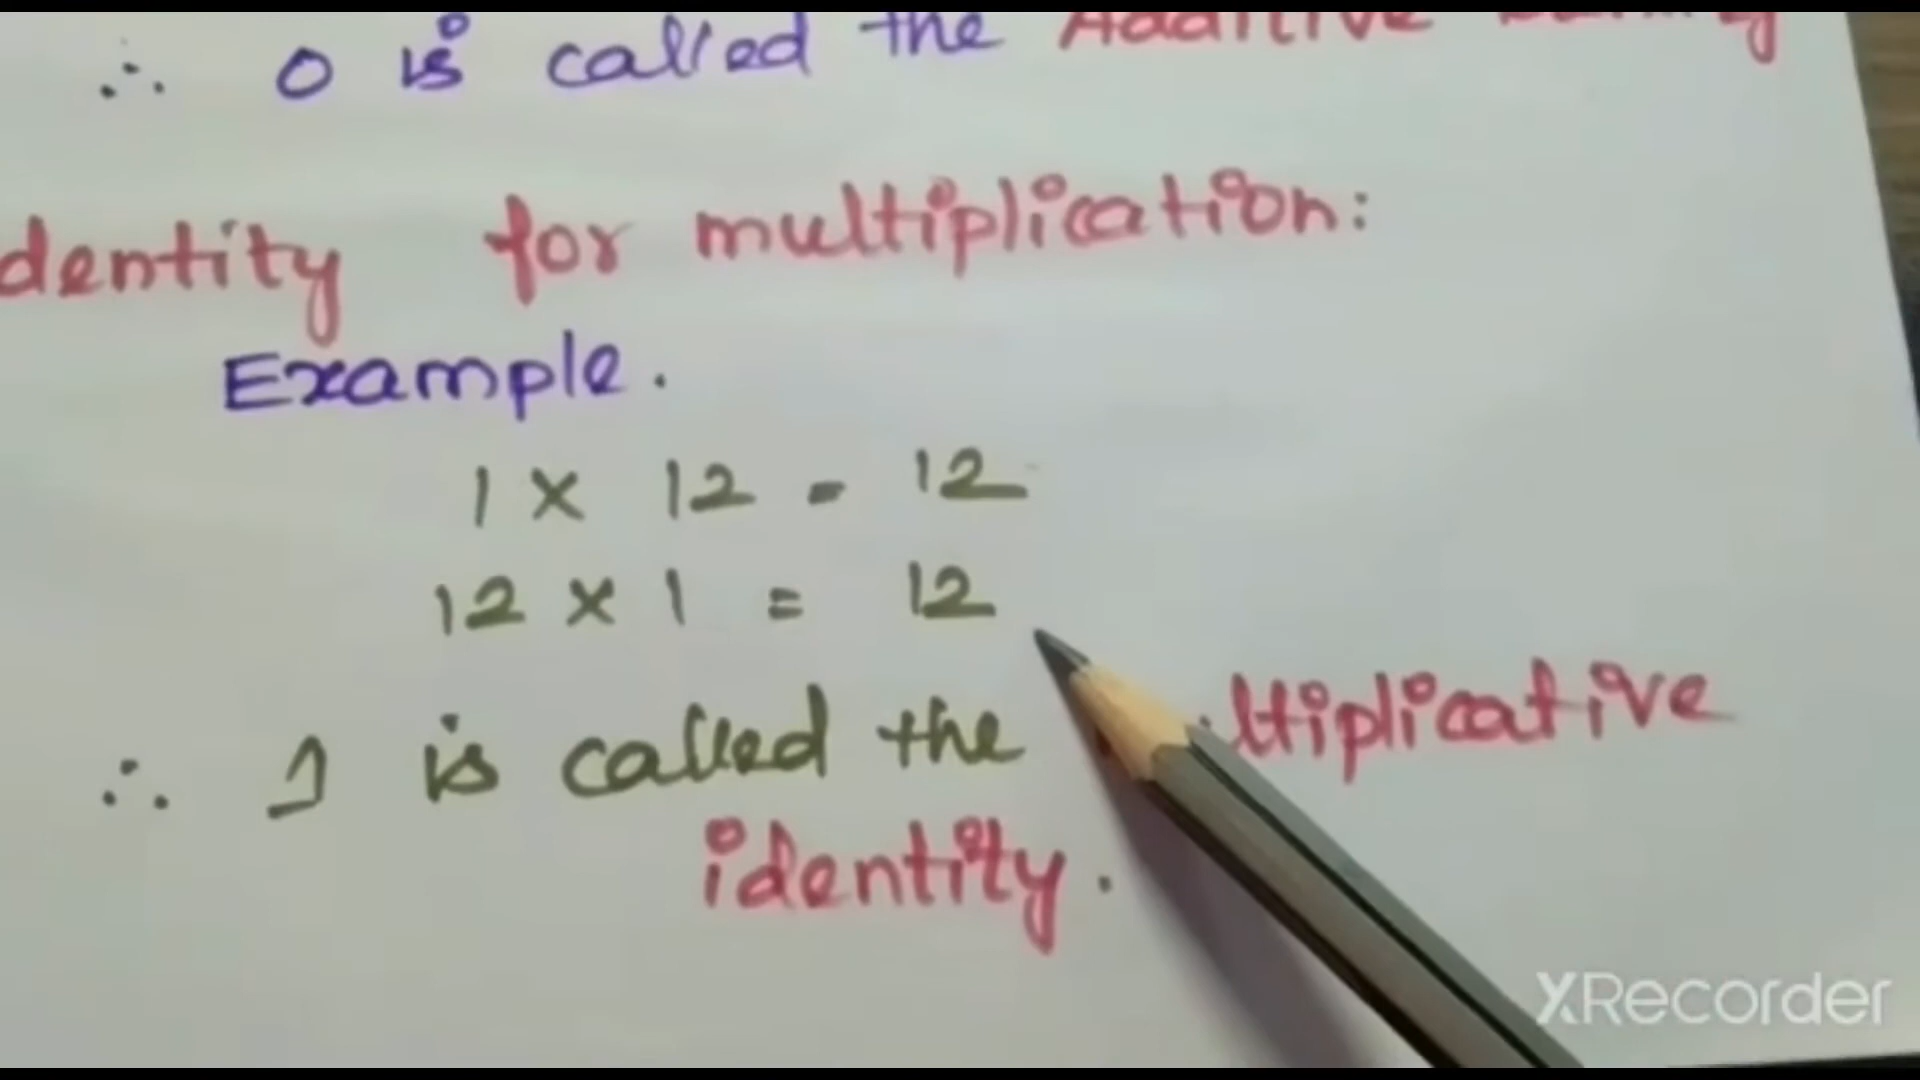 ∴ 0 is called the Additive
dentity for multiplication:
Example.
1 × 12 - 12
12 × 1 = 12
∴ 1 is called the ltiplicative
identity.
XRecorder